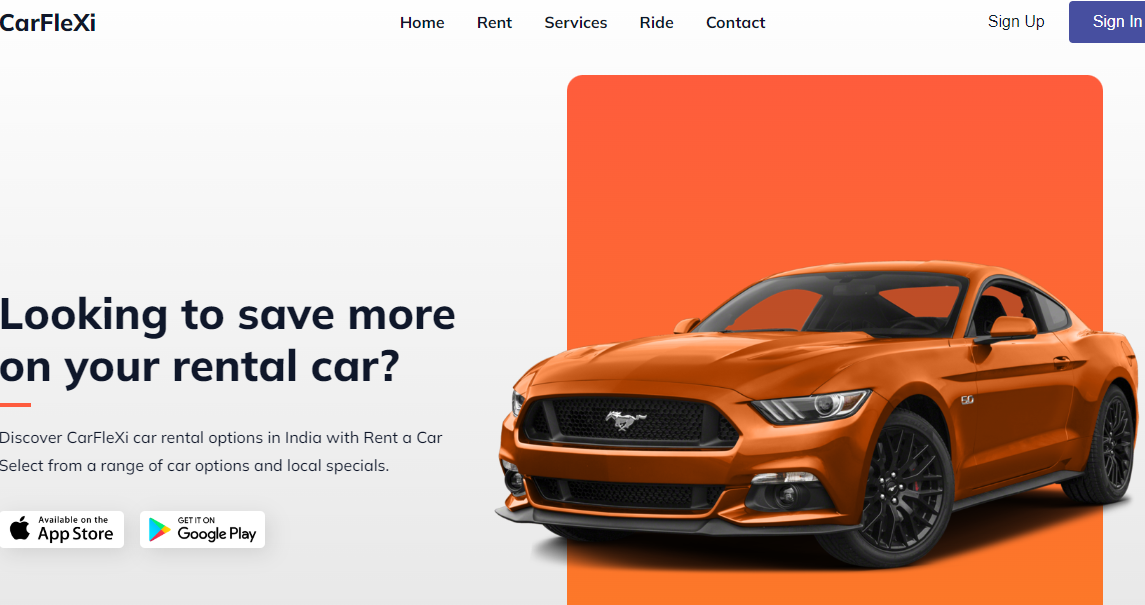 CarFleXi
Home Rent Services Ride Contact
Sign Up Sign In
Looking to save more
on your rental car?
Discover CarFleXi car rental options in India with Rent a Car
Select from a range of car options and local specials.
Available on the
App Store
GET IT ON
Google Play
5.0